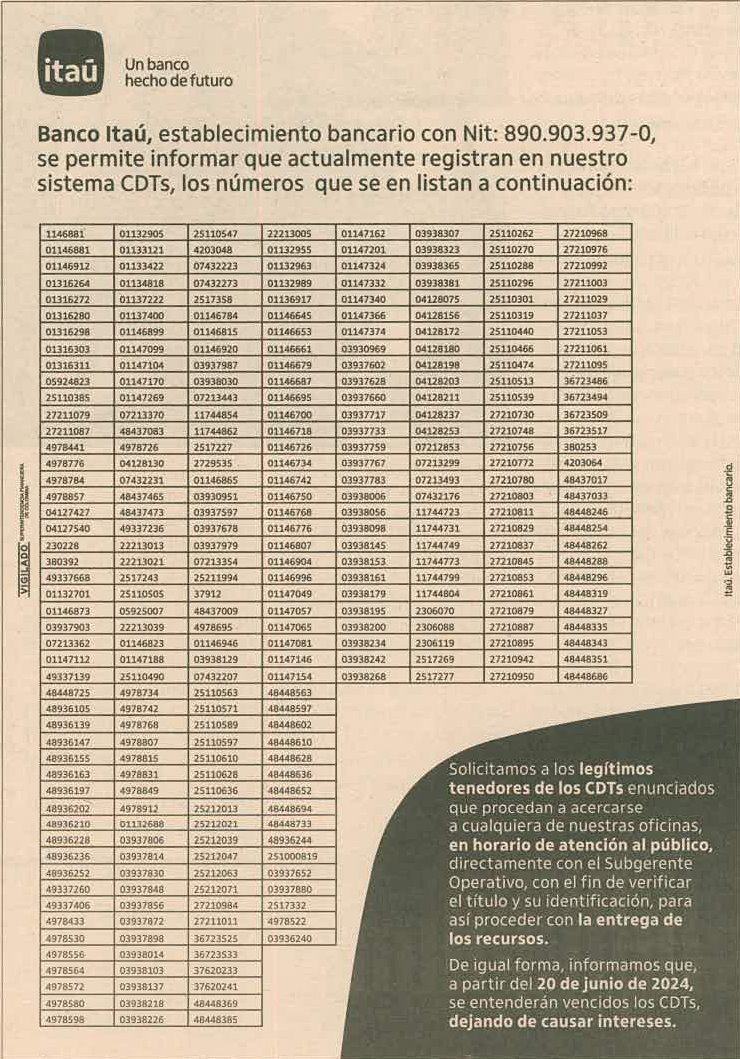 itaú
Un banco
hecho de futuro
Banco Itaú, establecimiento bancario con Nit: 890.903.937-0,
se permite informar que actualmente registran en nuestro
sistema CDTs, los números que se en listan a continuación:
1146881 01132905 25110547 22213005 01147162 03938307 25110262 27210968
01146881 01133121 4203048 01132955 01147201 03938323 25110270 27210976
01146912 01133422 07432223 01132963 01147324 03938365 25110288 27210992
01316264 01134818 07432273 01132989 01147332 03938381 25110296 27211003
01316272 01137222 2517358 01136917 01147340 04128075 25110301 27211029
01316280 01137400 01146784 01146645 01147366 04128156 25110319 27211037
01316298 01146899 01146815 01146653 01147374 04128172 25110440 27211053
01316303 01147099 01146920 01146661 03930969 04128180 25110466 27211061
01316311 01147104 03937987 01146679 03937602 04128198 25110474 27211095
05924823 01147170 03938030 01146687 03937628 04128203 25110513 36723486
25110385 01147269 07213443 01146695 03937660 04128211 25110539 36723494
27211079 07213370 11744854 01146700 03937717 04128237 27210730 36723509
27211087 48437083 11744862 01146718 03937733 04128253 27210748 36723517
4978441 4978726 2517227 01146726 03937759 07212853 27210756 380253
4978776 04128130 2729535 01146734 03937767 07213299 27210772 4203064
4978784 07432231 01146865 01146742 03937783 07213493 27210780 48437017
4978857 48437465 03930951 01146750 03938006 07432176 27210803 48437033
04127427 48437473 03937597 01146768 03938056 11744723 27210811 48448246
04127540 49337236 03937678 01146776 03938098 11744731 27210829 48448254
230228 22213013 03937979 01146807 03938145 11744749 27210837 48448262
380392 22213021 07213354 01146904 03938153 11744773 27210845 48448288
49337668 2517243 25211994 01146996 03938161 11744799 27210853 48448296
01132701 25110505 37912 01147049 03938179 11744804 27210861 48448319
01146873 05925007 48437009 01147057 03938195 2306070 27210879 48448327
03937903 22213039 4978695 01147065 03938200 2306088 27210887 48448335
07213362 01146823 01146946 01147081 03938234 2306119 27210895 48448343
01147112 01147188 03938129 01147146 03938242 2517269 27210942 48448351
49337139 25110490 07432207 01147154 03938268 2517277 27210950 48448686
48448725 4978734 25110563 48448563
48936105 4978742 25110571 48448597
48936139 4978768 25110589 48448602
48936147 4978807 25110597 48448610
48936155 4978815 25110610 48448628
48936163 4978831 25110628 48448636
48936197 4978849 25110636 48448652
48936202 4978912 25212013 48448694
48936210 01132688 25212021 48448733
48936228 03937806 25212039 48936244
48936236 03937814 25212047 251000819
48936252 03937830 25212063 03937652
49337260 03937848 25212071 03937880
49337406 03937856 27210984 2517332
4978433 03937872 27211011 4978522
4978530 03937898 36723525 03936240
4978556 03938014 36723533
4978564 03938103 37620233
4978572 03938137 37620241
4978580 03938218 48448369
4978598 03938226 48448385
Solicitamos a los legítimos
tenedores de los CDTs enunciados
que procedan a acercarse
a cualquiera de nuestras oficinas,
en horario de atención al público,
directamente con el Subgerente
Operativo, con el fin de verificar
el título y su identificación, para
así proceder con la entrega de
los recursos.
De igual forma, informamos que,
a partir del 20 de junio de 2024,
se entenderán vencidos los CDTs,
dejando de causar intereses.
VIGILADO SUPERINTENDENCIA FINANCIERA
DE COLOMBIA
Itaú. Establecimiento bancario.